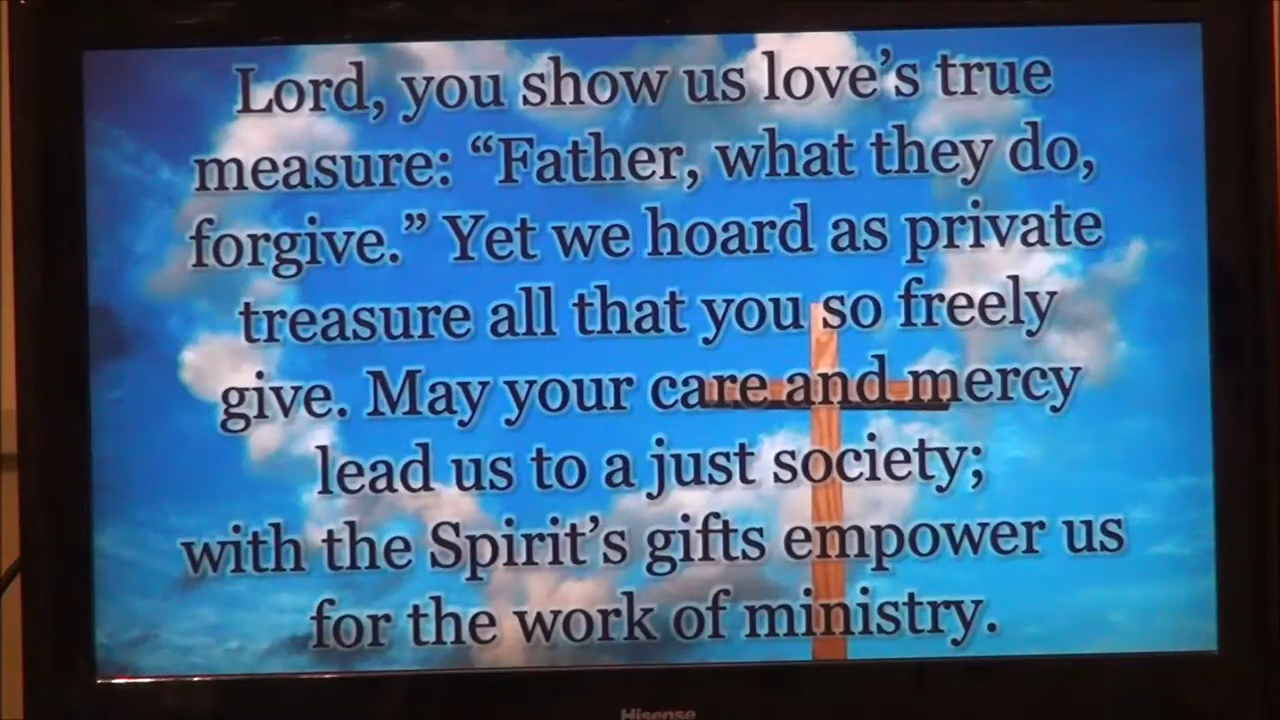 Lord, you show us love’s true
measure: “Father, what they do,
forgive.” Yet we hoard as private
treasure all that you so freely
give. May your care and mercy
lead us to a just society;
with the Spirit’s gifts empower us
for the work of ministry.
Hisense